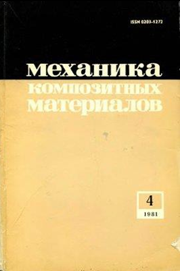 ISSN 0203-1272
механика
композитных
материалов
4
1981